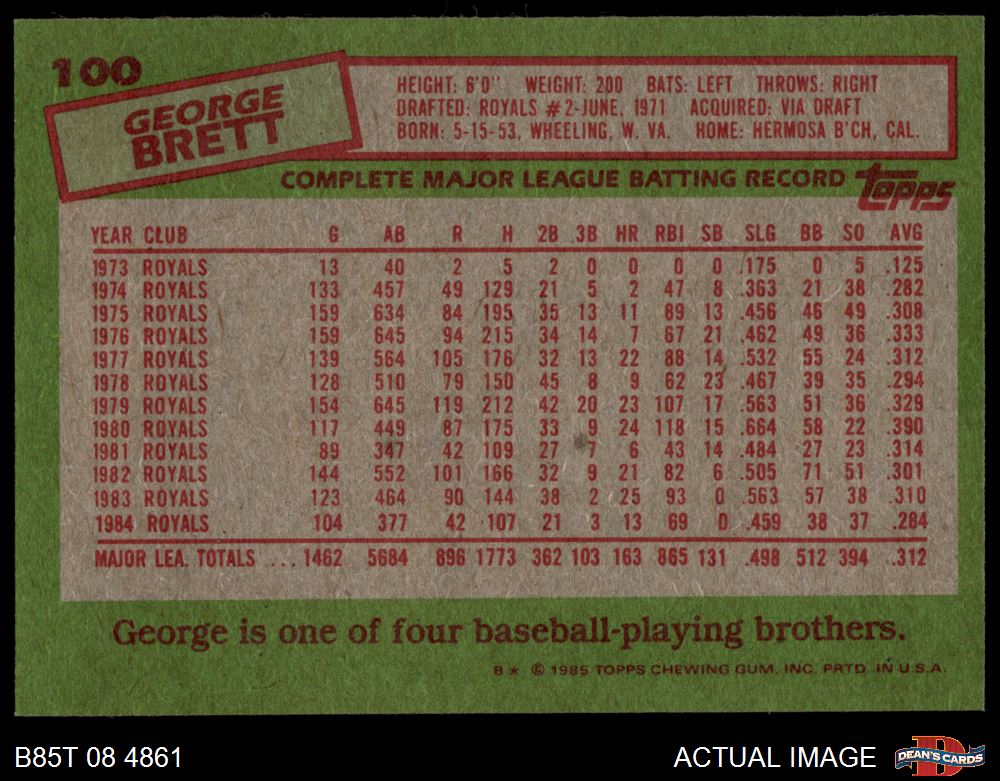 100
GEORGE
BRETT
HEIGHT: 6'0" WEIGHT: 200 BATS: LEFT THROWS: RIGHT
DRAFTED: ROYALS #2-JUNE, 1971 ACQUIRED: VIA DRAFT
BORN: 5-15-53, WHEELING, W. VA. HOME: HERMOSA B'CH, CAL.
COMPLETE MAJOR LEAGUE BATTING RECORD topps
YEAR CLUB G AB R H 2B 3B HR RBI SB SLG BB SO AVG
1973 ROYALS 13 40 2 5 2 0 0 0 0 .175 0 5 .125
1974 ROYALS 133 457 49 129 21 5 2 47 8 .363 21 38 .282
1975 ROYALS 159 634 84 195 35 13 11 89 13 .456 46 49 .308
1976 ROYALS 159 645 94 215 34 14 7 67 21 .462 49 36 .333
1977 ROYALS 139 564 105 176 32 13 22 88 14 .532 55 24 .312
1978 ROYALS 128 510 79 150 45 8 9 62 23 .467 39 35 .294
1979 ROYALS 154 645 119 212 42 20 23 107 17 .563 51 36 .329
1980 ROYALS 117 449 87 175 33 9 24 118 15 .664 58 22 .390
1981 ROYALS 89 347 42 109 27 7 6 43 14 .484 27 23 .314
1982 ROYALS 144 552 101 166 32 9 21 82 6 .505 71 51 .301
1983 ROYALS 123 464 90 144 38 2 25 93 0 .563 57 38 .310
1984 ROYALS 104 377 42 107 21 3 13 69 0 .459 38 37 .284
MAJOR LEA. TOTALS ... 1462 5684 896 1773 362 103 163 865 131 .498 512 394 .312
George is one of four baseball-playing brothers.
B★ © 1985 TOPPS CHEWING GUM, INC. PRTD. IN U.S.A.
B85T 08 4861 ACTUAL IMAGE DEAN'S CARDS